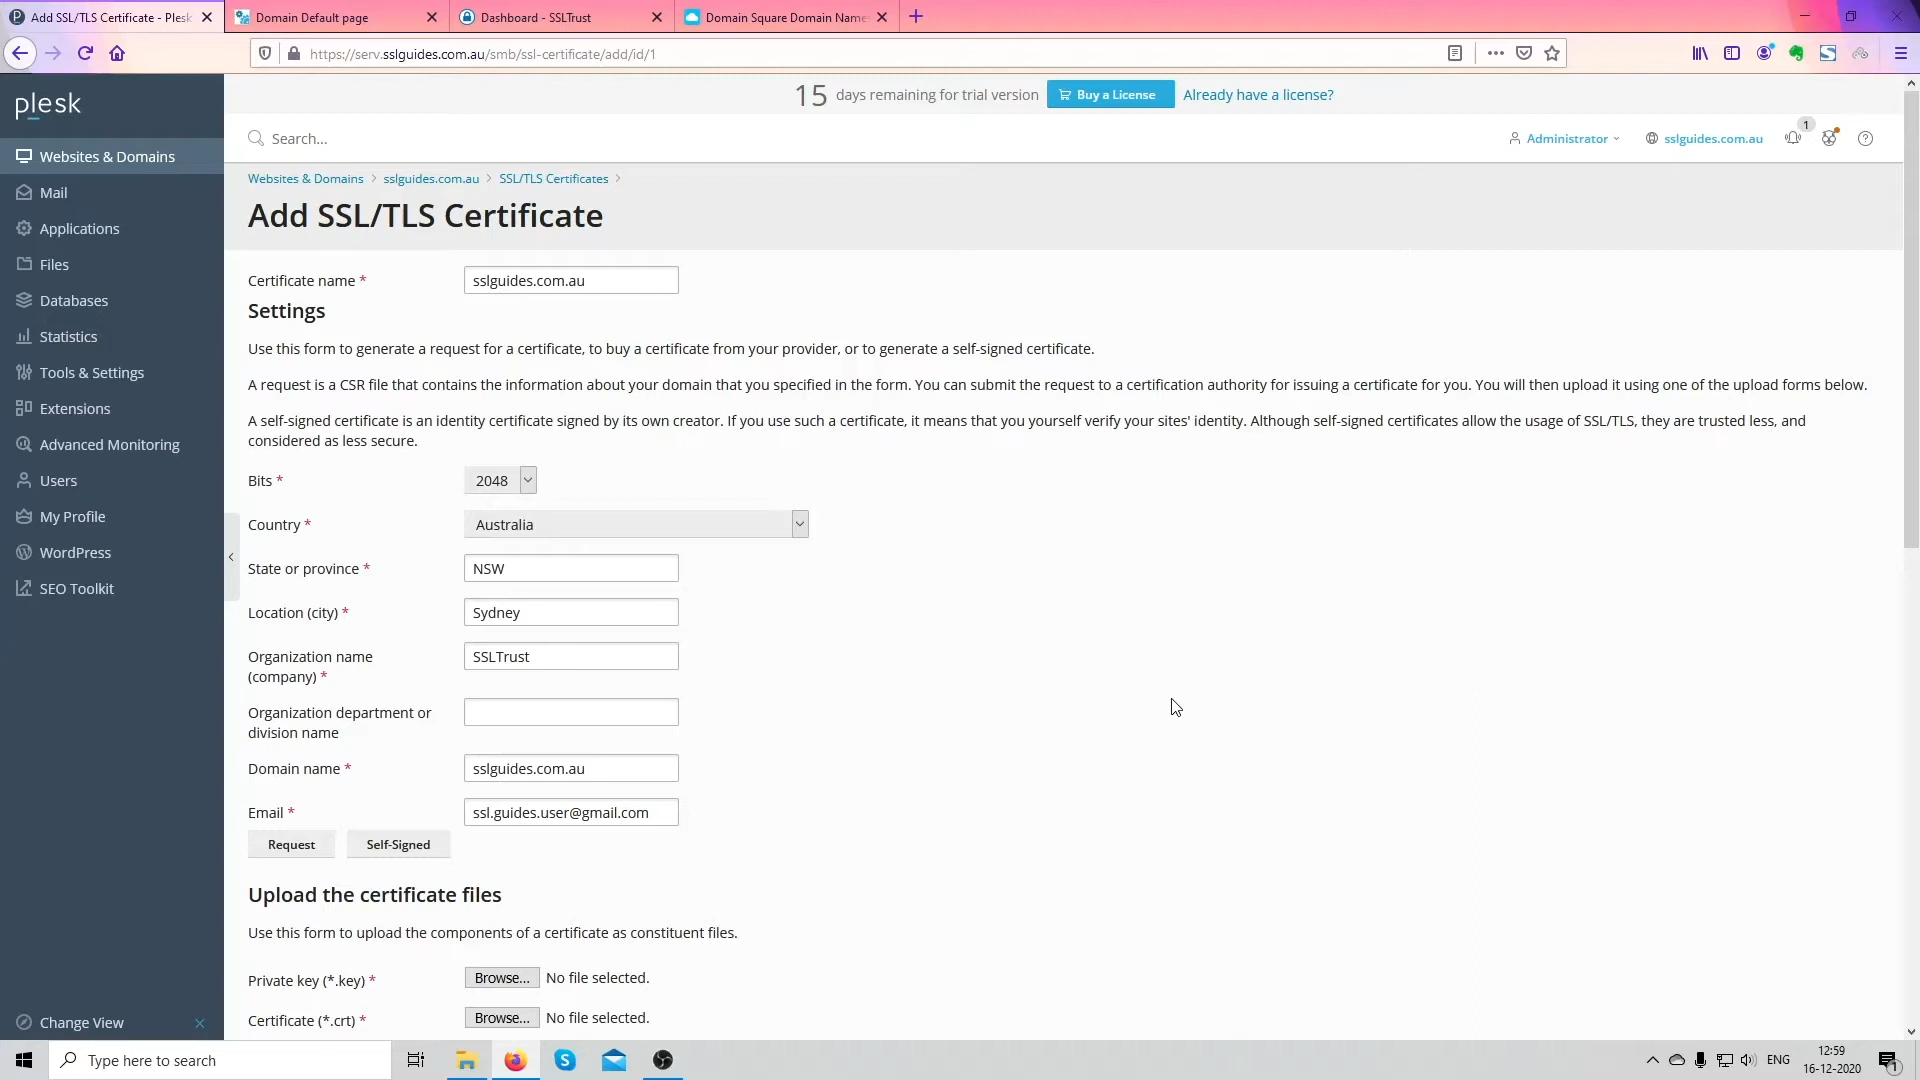 Add SSL/TLS Certificate - Plesk
Domain Default page
Dashboard - SSLTrust
Domain Square Domain Name
https://serv.sslguides.com.au/smb/ssl-certificate/add/id/1
plesk
15 days remaining for trial version
Buy a License
Already have a license?
Search...
Administrator
sslguides.com.au
1
Websites & Domains
Mail
Applications
Files
Databases
Statistics
Tools & Settings
Extensions
Advanced Monitoring
Users
My Profile
WordPress
SEO Toolkit
Change View
Websites & Domains > sslguides.com.au > SSL/TLS Certificates >
Add SSL/TLS Certificate
Certificate name * sslguides.com.au
Settings
Use this form to generate a request for a certificate, to buy a certificate from your provider, or to generate a self-signed certificate.
A request is a CSR file that contains the information about your domain that you specified in the form. You can submit the request to a certification authority for issuing a certificate for you. You will then upload it using one of the upload forms below.
A self-signed certificate is an identity certificate signed by its own creator. If you use such a certificate, it means that you yourself verify your sites' identity. Although self-signed certificates allow the usage of SSL/TLS, they are trusted less, and
considered as less secure.
Bits * 2048
Country * Australia
State or province * NSW
Location (city) * Sydney
Organization name
(company) * SSLTrust
Organization department or
division name
Domain name * sslguides.com.au
Email * ssl.guides.user@gmail.com
Request
Self-Signed
Upload the certificate files
Use this form to upload the components of a certificate as constituent files.
Private key (*.key) * Browse... No file selected.
Certificate (*.crt) * Browse... No file selected.
Type here to search
ENG
12:59
16-12-2020
1